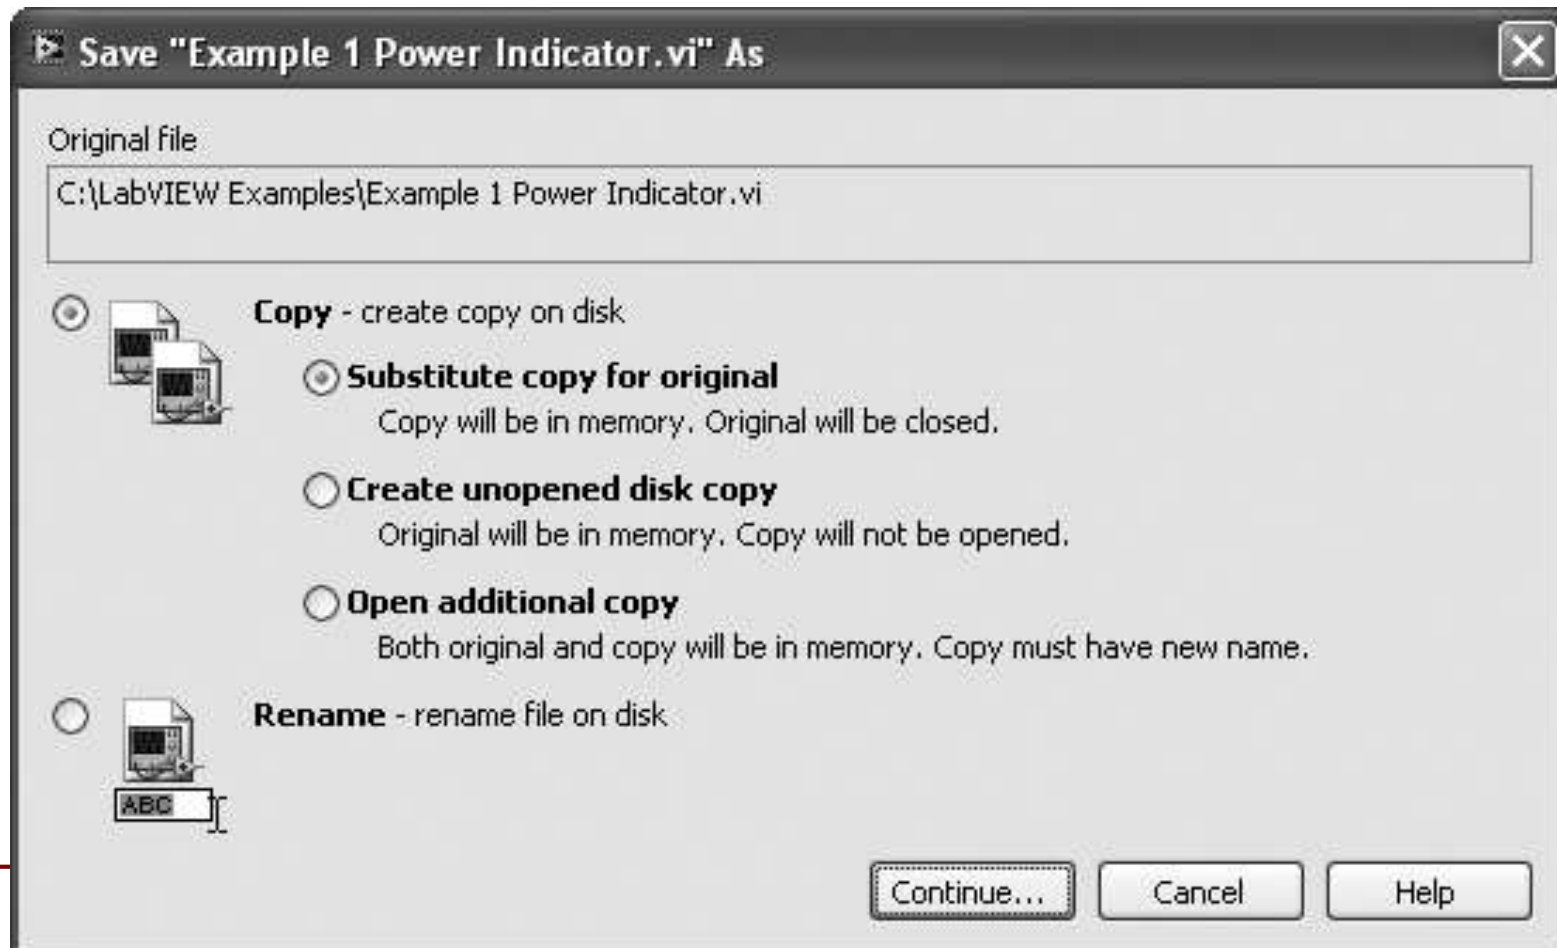 Save "Example 1 Power Indicator.vi" As
Original file
C:\LabVIEW Examples\Example 1 Power Indicator.vi
Copy - create copy on disk
Substitute copy for original
Copy will be in memory. Original will be closed.
Create unopened disk copy
Original will be in memory. Copy will not be opened.
Open additional copy
Both original and copy will be in memory. Copy must have new name.
Rename - rename file on disk
ABC
Continue... Cancel Help